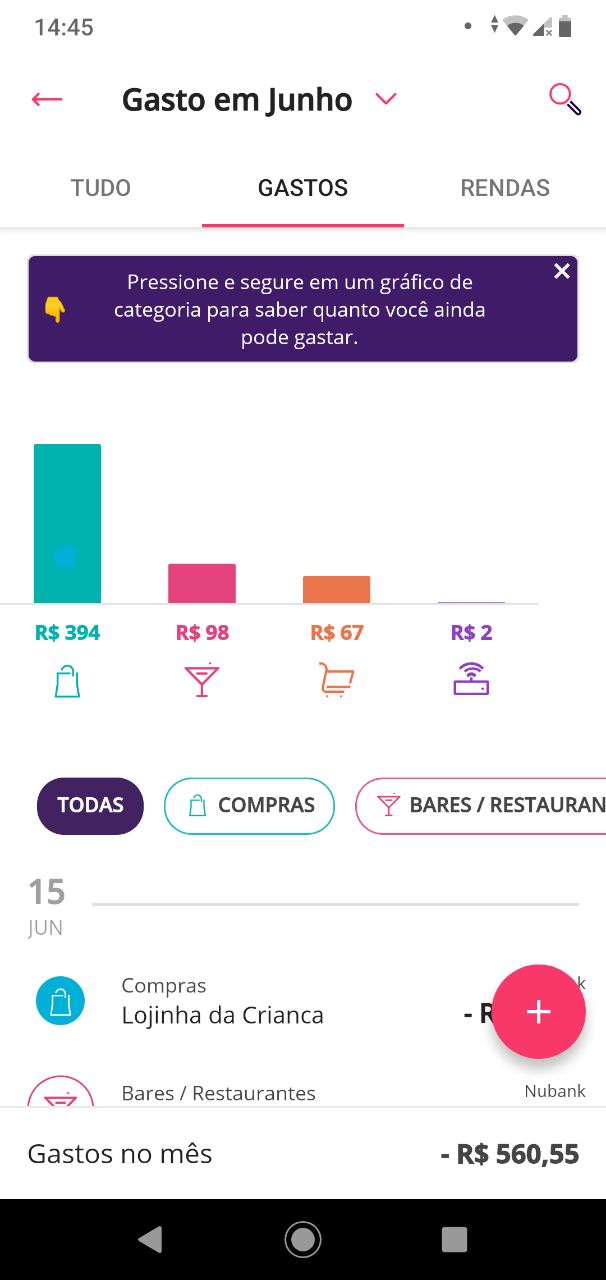 14:45
Gasto em Junho
TUDO GASTOS RENDAS
Pressione e segure em um gráfico de
categoria para saber quanto você ainda
pode gastar.
R$ 394 R$ 98 R$ 67 R$ 2
TODAS COMPRAS BARES / RESTAURAN
15
JUN
Compras
Lojinha da Crianca
Bares / Restaurantes Nubank
Gastos no mês - R$ 560,55